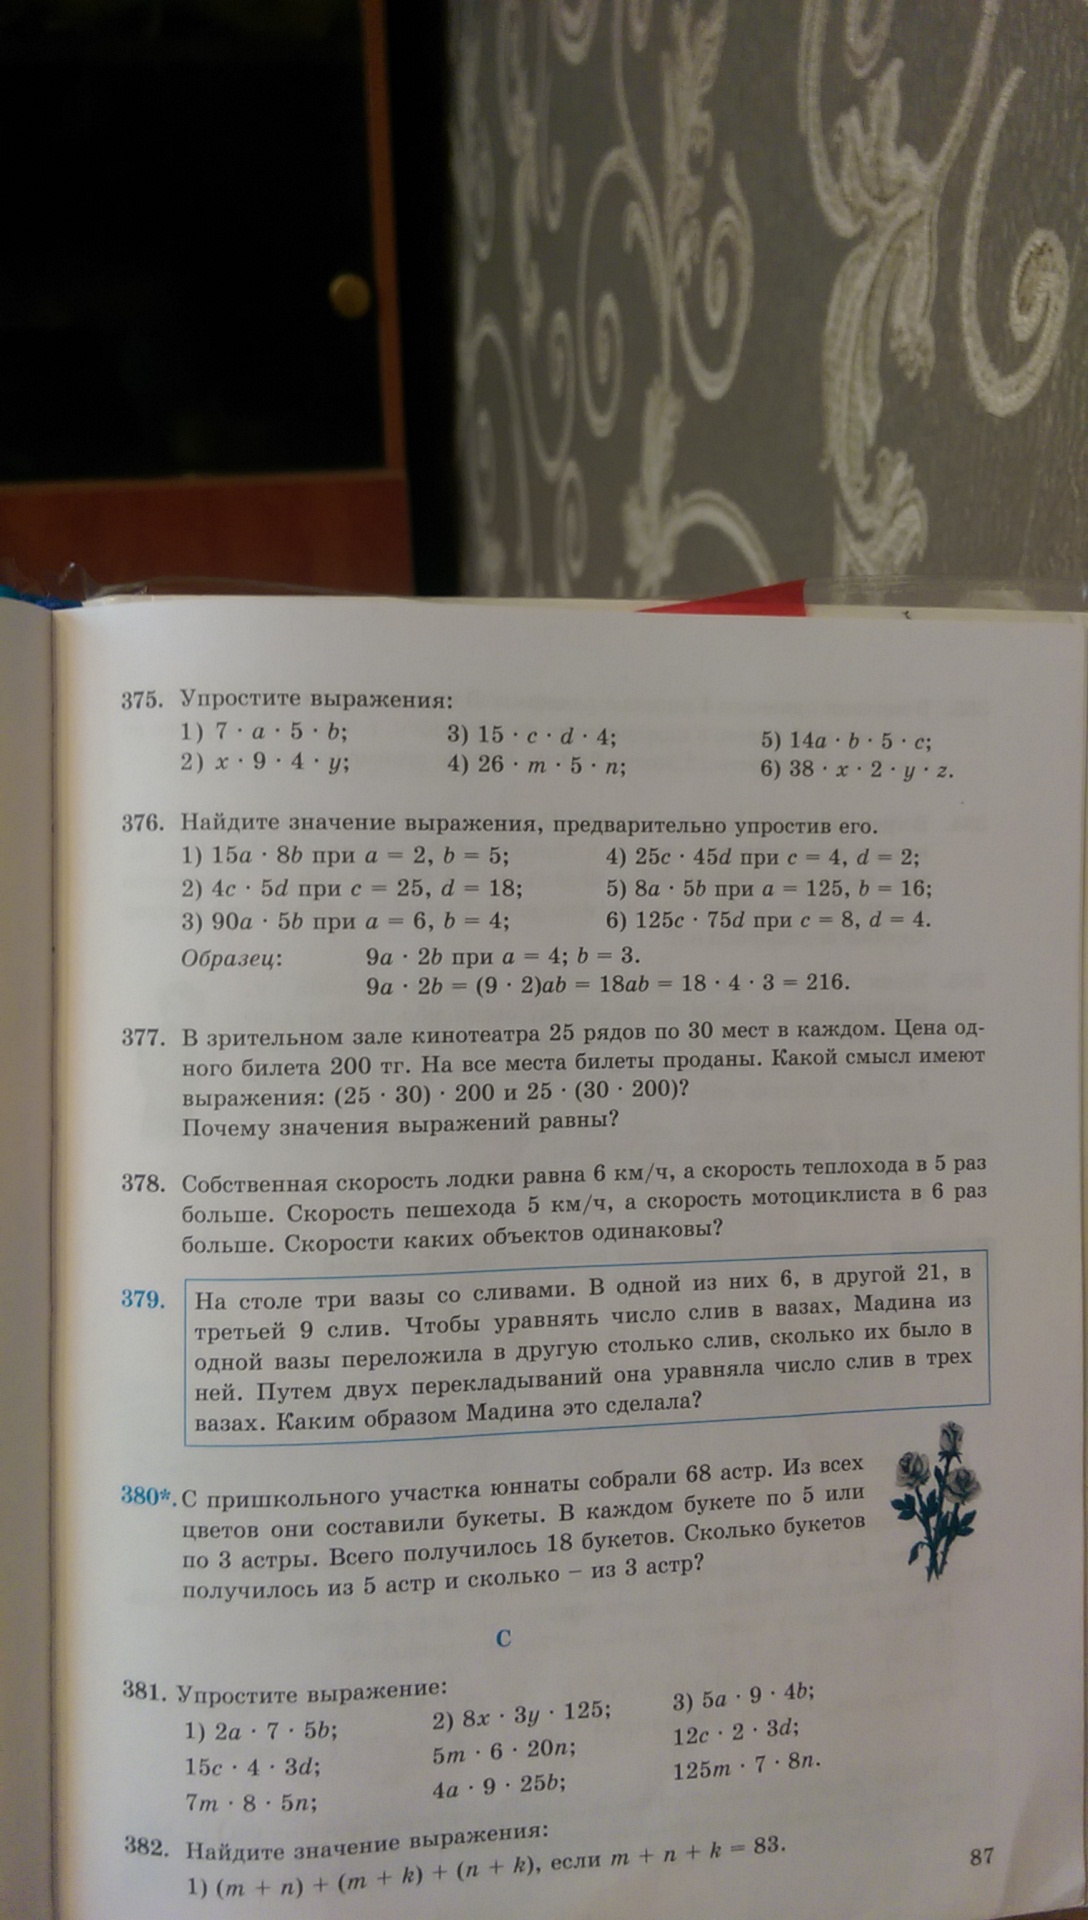 375. Упростите выражения:
1) 7 · a · 5 · b; 3) 15 · c · d · 4; 5) 14a · b · 5 · c;
2) x · 9 · 4 · y; 4) 26 · m · 5 · n; 6) 38 · x · 2 · y · z.
376. Найдите значение выражения, предварительно упростив его.
1) 15a · 8b при a = 2, b = 5; 4) 25c · 45d при c = 4, d = 2;
2) 4c · 5d при c = 25, d = 18; 5) 8a · 5b при a = 125, b = 16;
3) 90a · 5b при a = 6, b = 4; 6) 125c · 75d при c = 8, d = 4.
Образец: 9a · 2b при a = 4; b = 3.
9a · 2b = (9 · 2)ab = 18ab = 18 · 4 · 3 = 216.
377. В зрительном зале кинотеатра 25 рядов по 30 мест в каждом. Цена од-
ного билета 200 тг. На все места билеты проданы. Какой смысл имеют
выражения: (25 · 30) · 200 и 25 · (30 · 200)?
Почему значения выражений равны?
378. Собственная скорость лодки равна 6 км/ч, а скорость теплохода в 5 раз
больше. Скорость пешехода 5 км/ч, а скорость мотоциклиста в 6 раз
больше. Скорости каких объектов одинаковы?
379. На столе три вазы со сливами. В одной из них 6, в другой 21, в
третьей 9 слив. Чтобы уравнять число слив в вазах, Мадина из
одной вазы переложила в другую столько слив, сколько их было в
ней. Путем двух перекладываний она уравняла число слив в трех
вазах. Каким образом Мадина это сделала?
380*. С пришкольного участка юннаты собрали 68 астр. Из всех
цветов они составили букеты. В каждом букете по 5 или
по 3 астры. Всего получилось 18 букетов. Сколько букетов
получилось из 5 астр и сколько – из 3 астр?
С
381. Упростите выражение:
1) 2a · 7 · 5b; 2) 8x · 3y · 125; 3) 5a · 9 · 4b;
15c · 4 · 3d; 5m · 6 · 20n; 12c · 2 · 3d;
7m · 8 · 5n; 4a · 9 · 25b; 125m · 7 · 8n.
382. Найдите значение выражения:
1) (m + n) + (m + k) + (n + k), если m + n + k = 83.
87